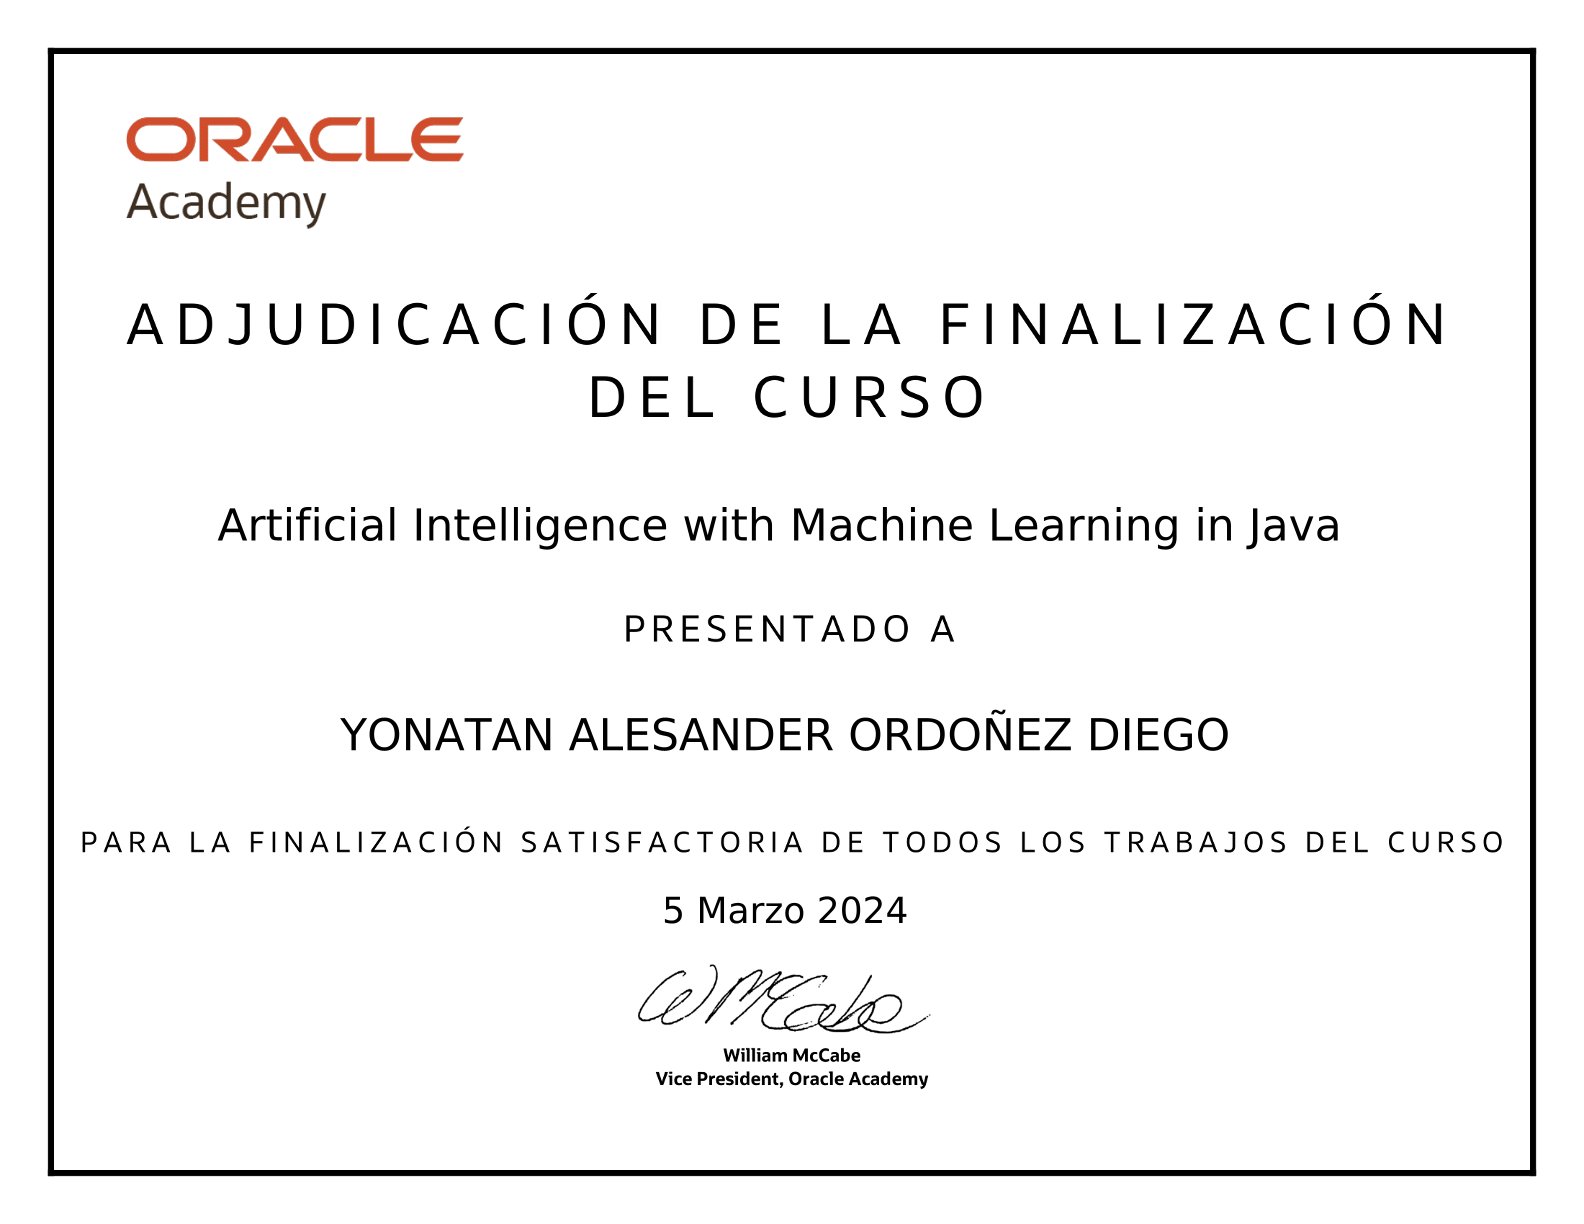 ORACLE
Academy
ADJUDICACIÓN DE LA FINALIZACIÓN
DEL CURSO
Artificial Intelligence with Machine Learning in Java
PRESENTADO A
YONATAN ALESANDER ORDOÑEZ DIEGO
PARA LA FINALIZACIÓN SATISFACTORIA DE TODOS LOS TRABAJOS DEL CURSO
5 Marzo 2024
W McCabe
William McCabe
Vice President, Oracle Academy